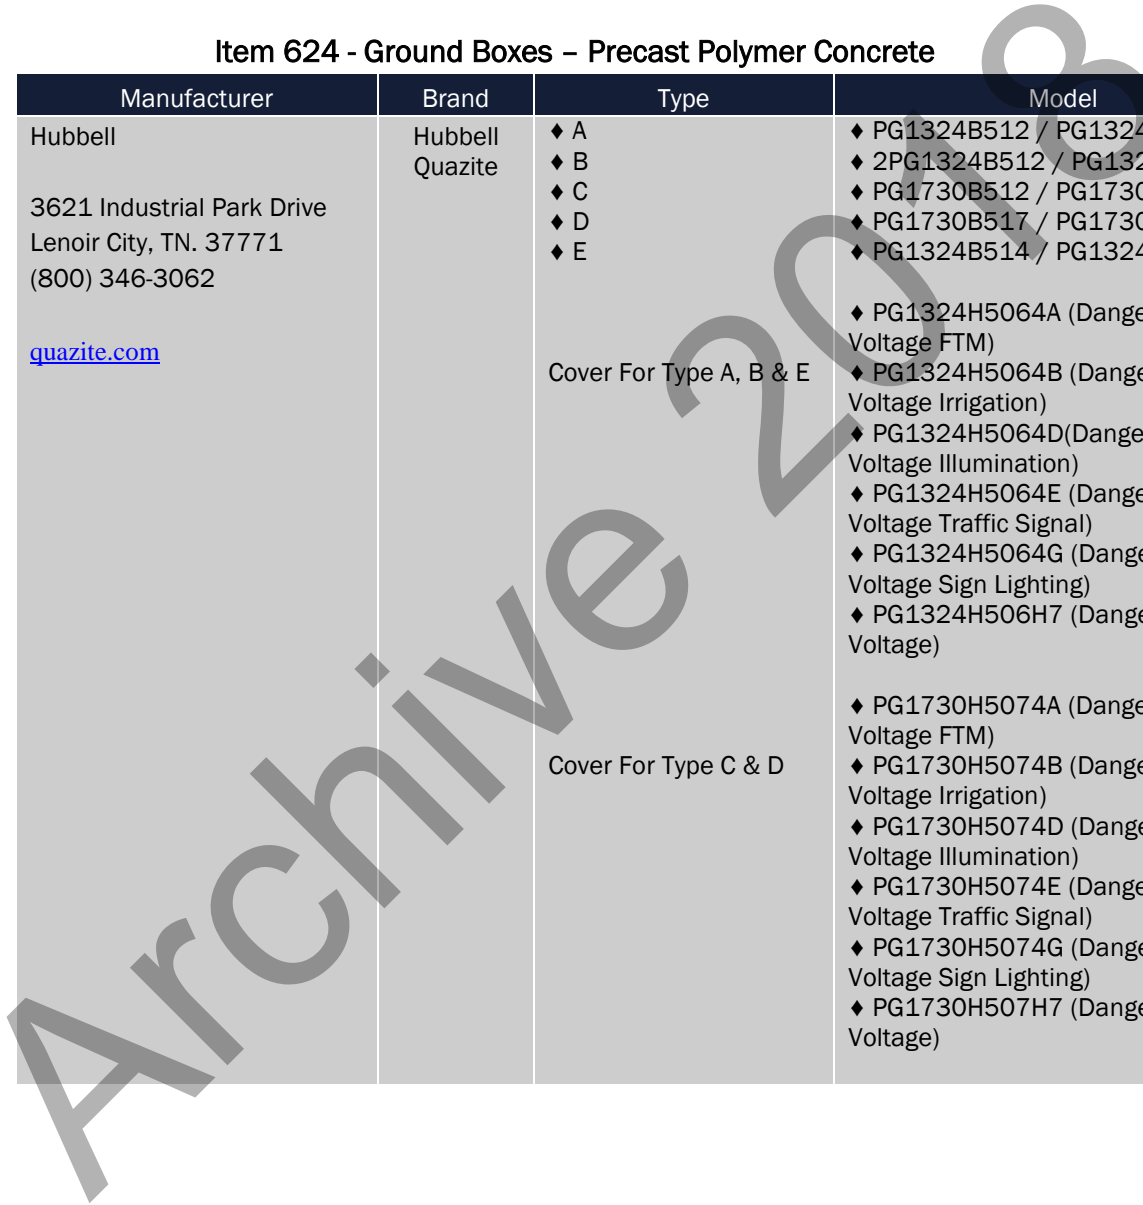 Item 624 - Ground Boxes – Precast Polymer Concrete
Manufacturer Brand Type Model
Hubbell
3621 Industrial Park Drive
Lenoir City, TN. 37771
(800) 346-3062
quazite.com
Hubbell
Quazite
♦ A
♦ B
♦ C
♦ D
♦ E
Cover For Type A, B & E
Cover For Type C & D
♦ PG1324B512 / PG1324
♦ 2PG1324B512 / PG132
♦ PG1730B512 / PG1730
♦ PG1730B517 / PG1730
♦ PG1324B514 / PG1324
♦ PG1324H5064A (Dange
Voltage FTM)
♦ PG1324H5064B (Dange
Voltage Irrigation)
♦ PG1324H5064D(Dange
Voltage Illumination)
♦ PG1324H5064E (Dange
Voltage Traffic Signal)
♦ PG1324H5064G (Dange
Voltage Sign Lighting)
♦ PG1324H506H7 (Dange
Voltage)
♦ PG1730H5074A (Dange
Voltage FTM)
♦ PG1730H5074B (Dange
Voltage Irrigation)
♦ PG1730H5074D (Dange
Voltage Illumination)
♦ PG1730H5074E (Dange
Voltage Traffic Signal)
♦ PG1730H5074G (Dange
Voltage Sign Lighting)
♦ PG1730H507H7 (Dange
Voltage)
Archive 2018